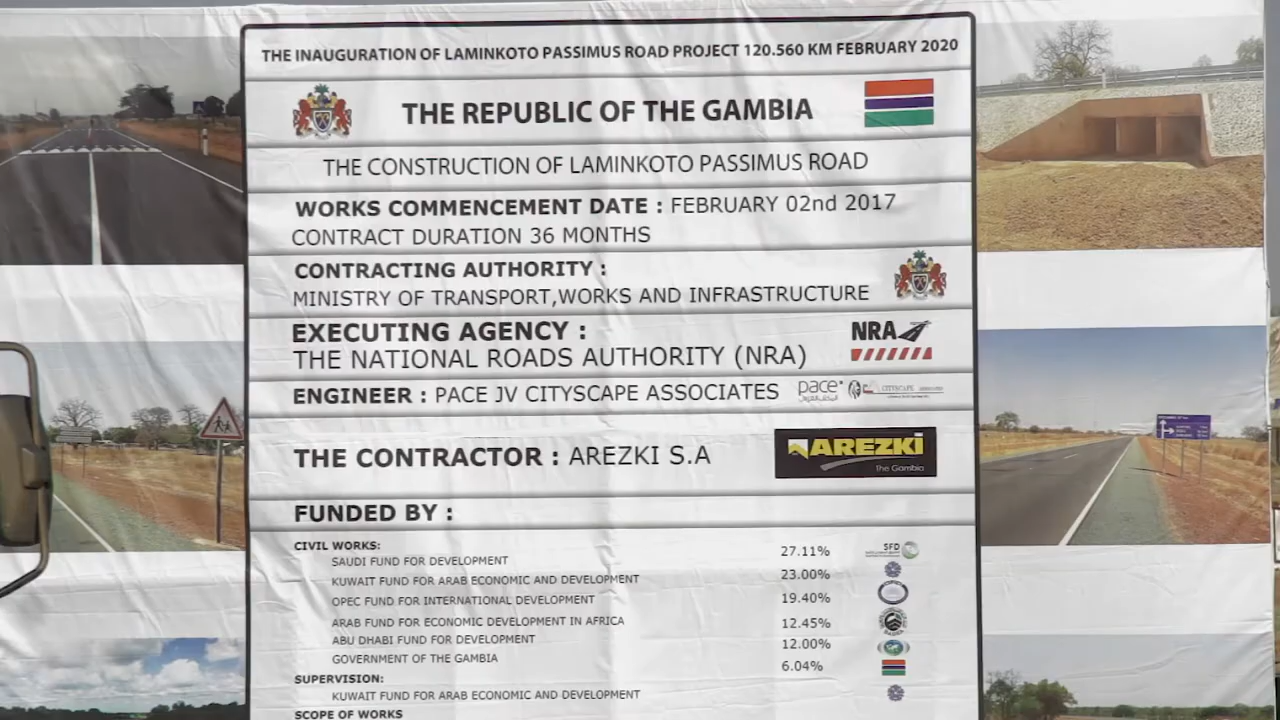 THE INAUGURATION OF LAMINKOTO PASSIMUS ROAD PROJECT 120.560 KM FEBRUARY 2020
THE REPUBLIC OF THE GAMBIA
THE CONSTRUCTION OF LAMINKOTO PASSIMUS ROAD
WORKS COMMENCEMENT DATE : FEBRUARY 02nd 2017
CONTRACT DURATION 36 MONTHS
CONTRACTING AUTHORITY :
MINISTRY OF TRANSPORT,WORKS AND INFRASTRUCTURE
EXECUTING AGENCY :
THE NATIONAL ROADS AUTHORITY (NRA)
NRA
ENGINEER : PACE JV CITYSCAPE ASSOCIATES
pace
CITYSCAPE
THE CONTRACTOR : AREZKI S.A
AREZKI
The Gambia
FUNDED BY :
CIVIL WORKS:
SAUDI FUND FOR DEVELOPMENT 27.11%
SFD
KUWAIT FUND FOR ARAB ECONOMIC AND DEVELOPMENT 23.00%
OPEC FUND FOR INTERNATIONAL DEVELOPMENT 19.40%
ARAB FUND FOR ECONOMIC DEVELOPMENT IN AFRICA 12.45%
ABU DHABI FUND FOR DEVELOPMENT 12.00%
GOVERNMENT OF THE GAMBIA 6.04%
SUPERVISION:
KUWAIT FUND FOR ARAB ECONOMIC AND DEVELOPMENT
SCOPE OF WORKS